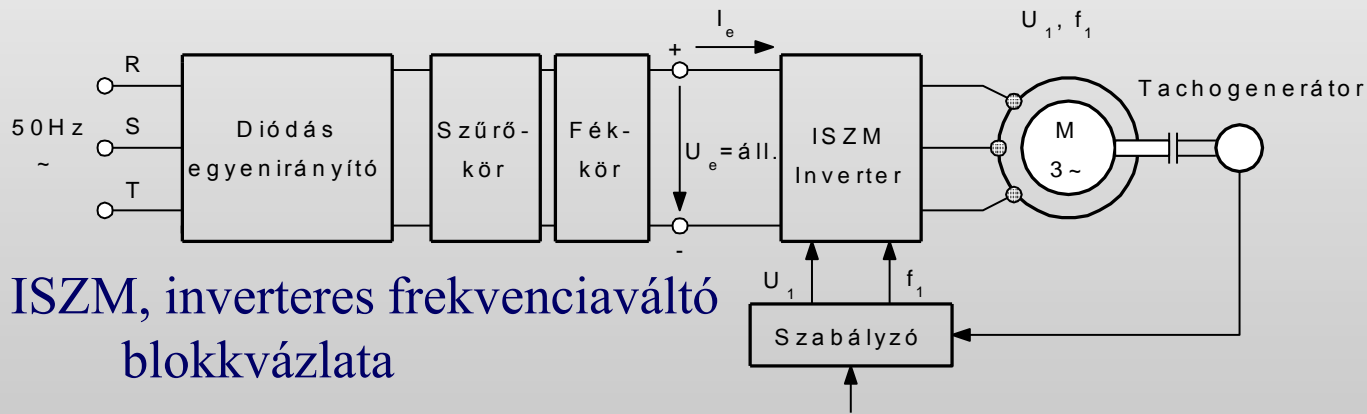 R
S
T
50Hz
~
Diódás
egyenirányító
Szűrő-
kör
Fék-
kör
+
-
I e
U e = áll.
ISZM
Inverter
U 1, f 1
M
3 ~
Tachogenerátor
U 1
f 1
Szabályzó
ISZM, inverteres frekvenciaváltó
blokkvázlata